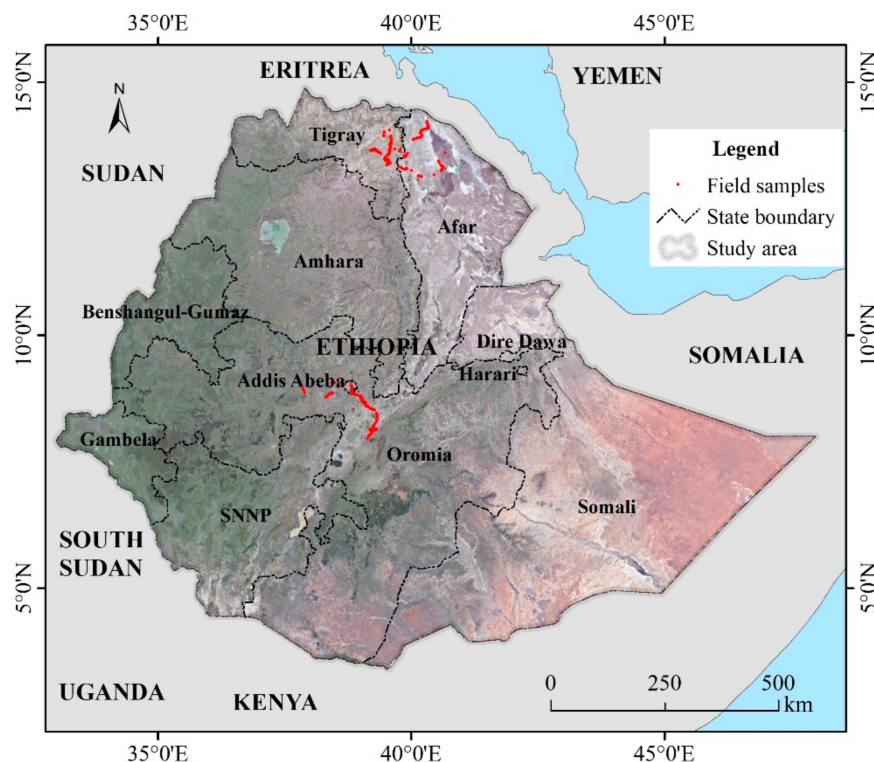 35°0'E 40°0'E 45°0'E
15°0'N
10°0'N
5°0'N
ERITREA
YEMEN
N
Tigray
SUDAN
Legend
Field samples
State boundary
Study area
Afar
Amhara
Benshangul-Gumaz
ETHIOPIA
Dire Dawa
SOMALIA
Addis Abeba
Harari
Gambela
Oromia
SNNP
Somali
SOUTH
SUDAN
UGANDA
KENYA
0 250 500
km
15°0'N
10°0'N
5°0'N
35°0'E 40°0'E 45°0'E